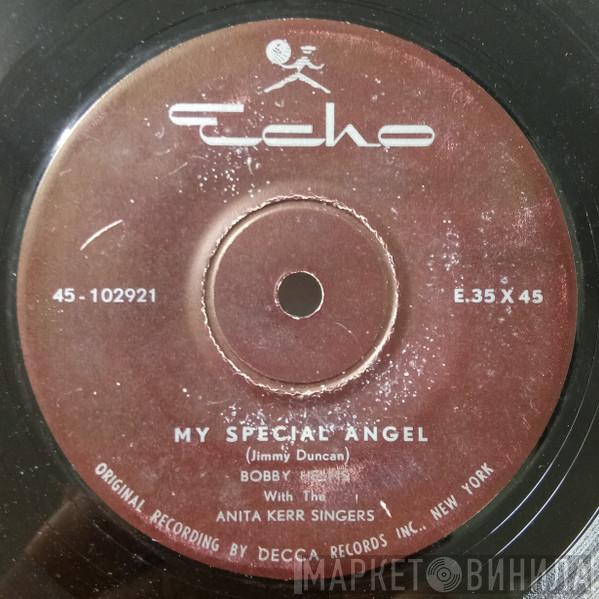 Echo
45-102921
E.35 X 45
MY SPECIAL ANGEL
(Jimmy Duncan)
BOBBY
With the
ANITA KERR SINGERS
ORIGINAL RECORDING BY DECCA RECORDS INC., NEW YORK
МАРКЕТ ВИНИЛА